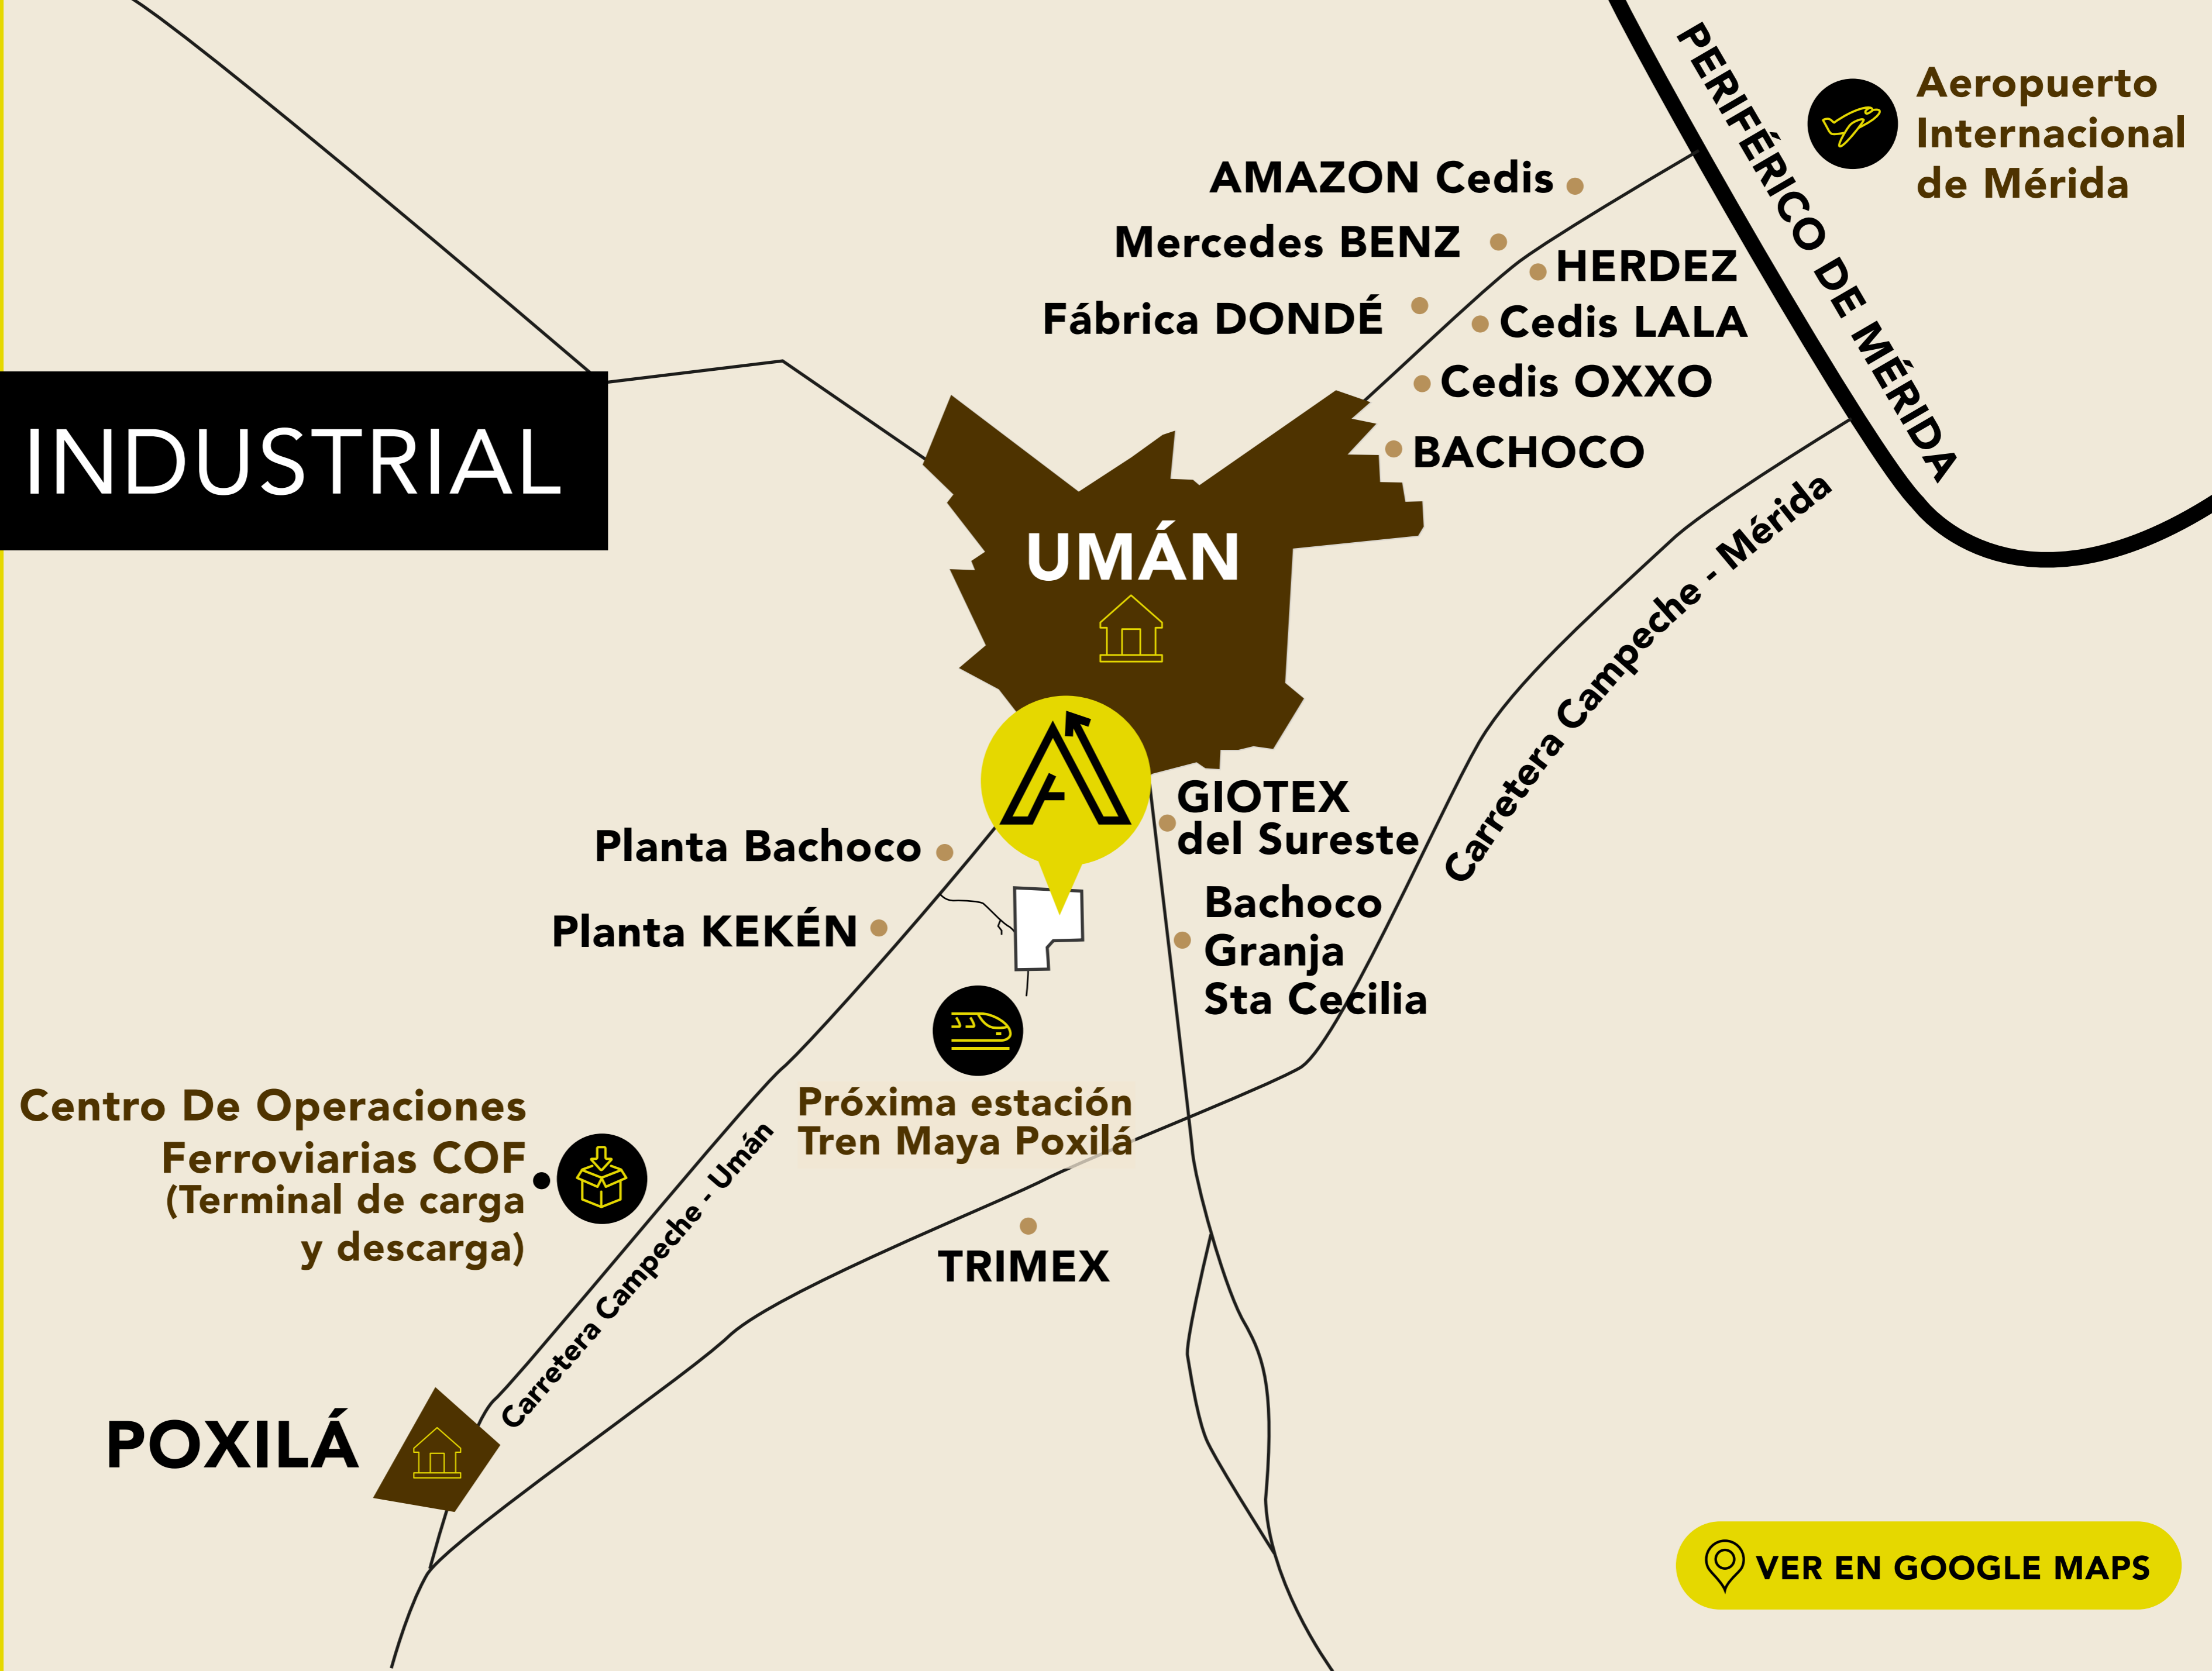 PERIFÉRICO DE MÉRIDA
Aeropuerto
Internacional
de Mérida
AMAZON Cedis
Mercedes BENZ
HERDEZ
Fábrica DONDÉ
Cedis LALA
Cedis OXXO
BACHOCO
INDUSTRIAL
UMÁN
Carretera Campeche - Mérida
GIOTEX
del Sureste
Planta Bachoco
Bachoco
Granja
Sta Cecilia
Planta KEKÉN
Próxima estación
Tren Maya Poxilá
Centro De Operaciones
Ferroviarias COF
(Terminal de carga
y descarga)
Carretera Campeche - Umán
TRIMEX
POXILÁ
VER EN GOOGLE MAPS